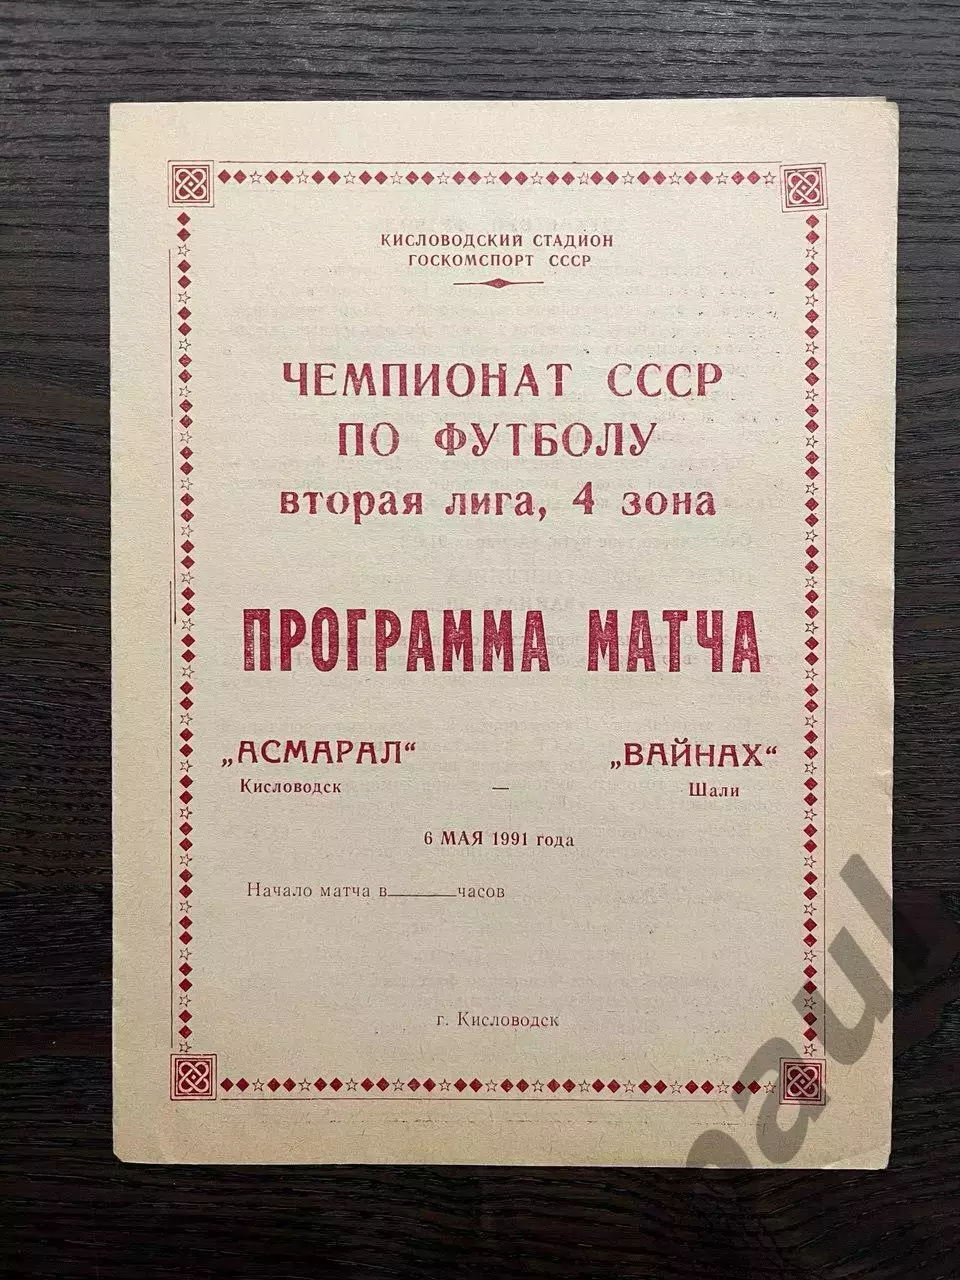 КИСЛОВОДСКИЙ СТАДИОН
ГОСКОМСПОРТ СССР
ЧЕМПИОНАТ СССР
ПО ФУТБОЛУ
вторая лига, 4 зона
ПРОГРАММА МАТЧА
„АСМАРАЛ“ „ВАЙНАХ“
Кисловодск — Шали
6 МАЯ 1991 года
Начало матча в______часов
г. Кисловодск